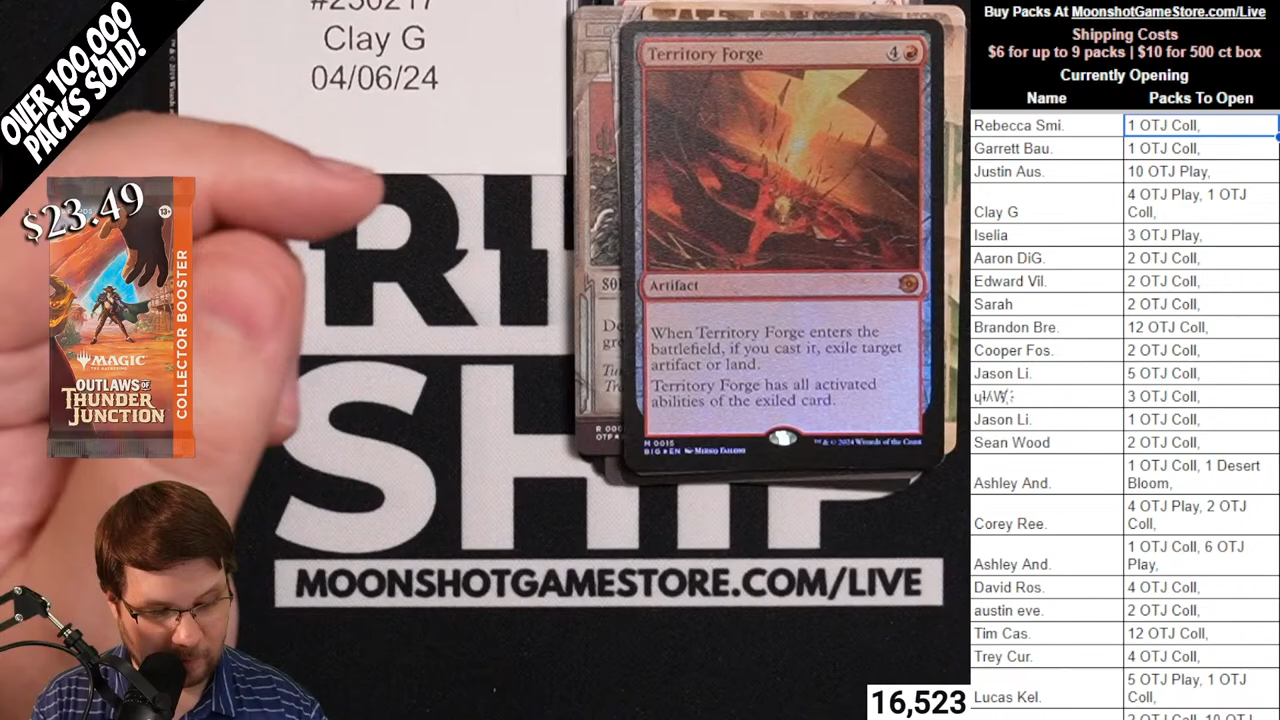 OVER 100,000
PACKS SOLD!
Clay G
04/06/24
$23.49
13+
COLLECTOR BOOSTER
MAGIC
OUTLAWS OF
THUNDER
JUNCTION
Territory Forge 4
Artifact
When Territory Forge enters the
battlefield, if you cast it, exile target
artifact or land.
Territory Forge has all activated
abilities of the exiled card.
M 0015
BIG EN
™ & © 2024 Wizards of the Coast
SHIP
MOONSHOTGAMESTORE.COM/LIVE
Buy Packs At MoonshotGameStore.com/Live
Shipping Costs
$6 for up to 9 packs | $10 for 500 ct box
Currently Opening
Name Packs To Open
Rebecca Smi. 1 OTJ Coll,
Garrett Bau. 1 OTJ Coll,
Justin Aus. 10 OTJ Play,
Clay G 4 OTJ Play, 1 OTJ
Coll,
Iselia 3 OTJ Play,
Aaron DiG. 2 OTJ Coll,
Edward Vil. 2 OTJ Coll,
Sarah 2 OTJ Coll,
Brandon Bre. 12 OTJ Coll,
Cooper Fos. 2 OTJ Coll,
Jason Li. 5 OTJ Coll,
3 OTJ Coll,
Jason Li. 1 OTJ Coll,
Sean Wood 2 OTJ Coll,
Ashley And. 1 OTJ Coll, 1 Desert
Bloom,
Corey Ree. 4 OTJ Play, 2 OTJ
Coll,
Ashley And. 1 OTJ Coll, 6 OTJ
Play,
David Ros. 4 OTJ Coll,
austin eve. 2 OTJ Coll,
Tim Cas. 12 OTJ Coll,
Trey Cur. 4 OTJ Coll,
Lucas Kel. 5 OTJ Play, 1 OTJ
Coll,
16,523